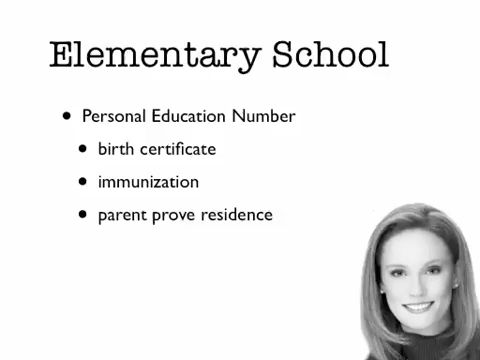 Elementary School
• Personal Education Number
• birth certificate
• immunization
• parent prove residence